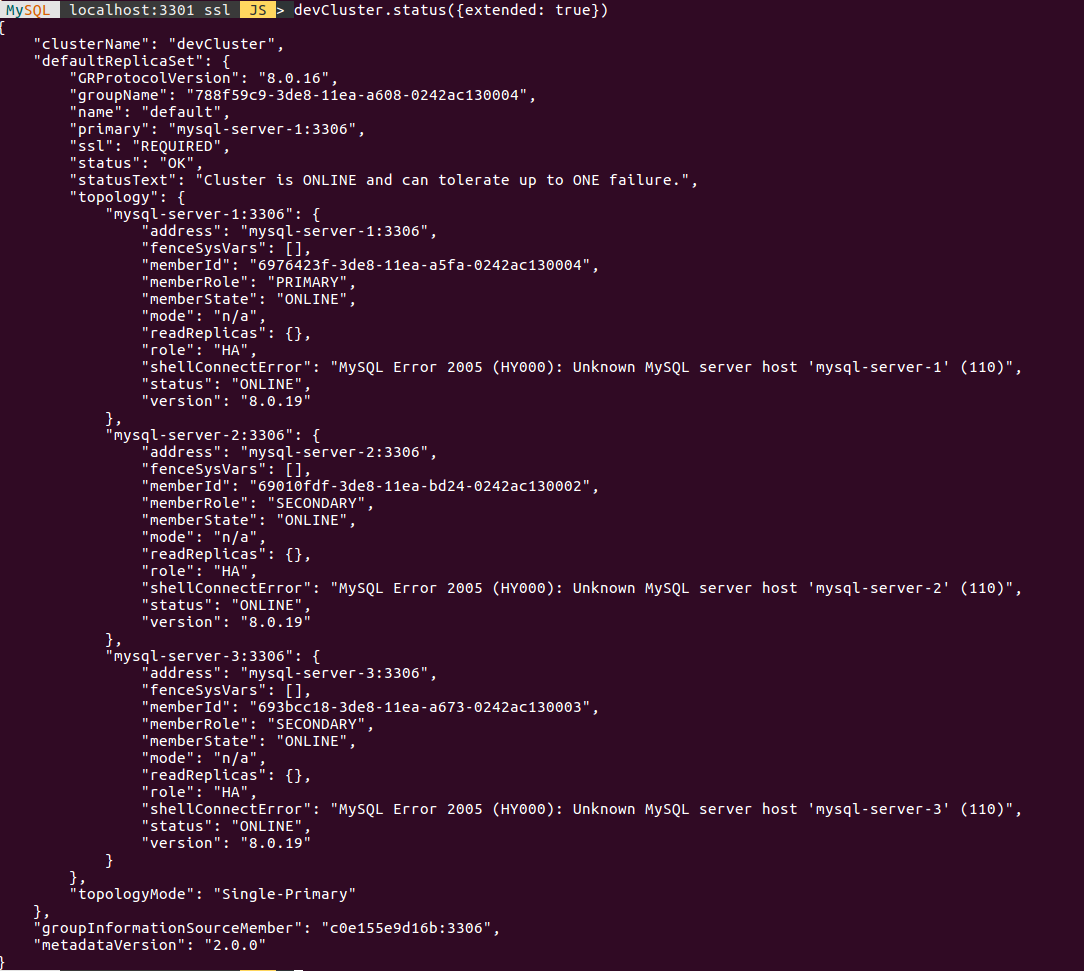 MySQL localhost:3301 ssl JS > devCluster.status({extended: true})
{
    "clusterName": "devCluster",
    "defaultReplicaSet": {
        "GRProtocolVersion": "8.0.16",
        "groupName": "788f59c9-3de8-11ea-a608-0242ac130004",
        "name": "default",
        "primary": "mysql-server-1:3306",
        "ssl": "REQUIRED",
        "status": "OK",
        "statusText": "Cluster is ONLINE and can tolerate up to ONE failure.",
        "topology": {
            "mysql-server-1:3306": {
                "address": "mysql-server-1:3306",
                "fenceSysVars": [],
                "memberId": "6976423f-3de8-11ea-a5fa-0242ac130004",
                "memberRole": "PRIMARY",
                "memberState": "ONLINE",
                "mode": "n/a",
                "readReplicas": {},
                "role": "HA",
                "shellConnectError": "MySQL Error 2005 (HY000): Unknown MySQL server host 'mysql-server-1' (110)",
                "status": "ONLINE",
                "version": "8.0.19"
            },
            "mysql-server-2:3306": {
                "address": "mysql-server-2:3306",
                "fenceSysVars": [],
                "memberId": "69010fdf-3de8-11ea-bd24-0242ac130002",
                "memberRole": "SECONDARY",
                "memberState": "ONLINE",
                "mode": "n/a",
                "readReplicas": {},
                "role": "HA",
                "shellConnectError": "MySQL Error 2005 (HY000): Unknown MySQL server host 'mysql-server-2' (110)",
                "status": "ONLINE",
                "version": "8.0.19"
            },
            "mysql-server-3:3306": {
                "address": "mysql-server-3:3306",
                "fenceSysVars": [],
                "memberId": "693bcc18-3de8-11ea-a673-0242ac130003",
                "memberRole": "SECONDARY",
                "memberState": "ONLINE",
                "mode": "n/a",
                "readReplicas": {},
                "role": "HA",
                "shellConnectError": "MySQL Error 2005 (HY000): Unknown MySQL server host 'mysql-server-3' (110)",
                "status": "ONLINE",
                "version": "8.0.19"
            }
        },
        "topologyMode": "Single-Primary"
    },
    "groupInformationSourceMember": "c0e155e9d16b:3306",
    "metadataVersion": "2.0.0"
}